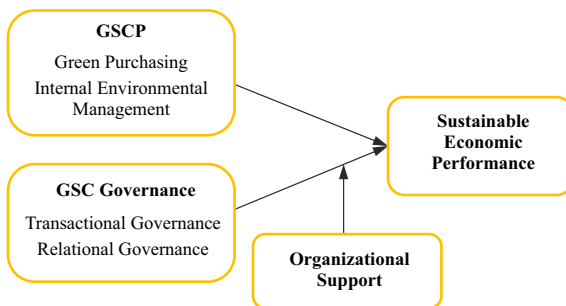 GSCP
Green Purchasing
Internal Environmental
Management
Sustainable
Economic
Performance
GSC Governance
Transactional Governance
Relational Governance
Organizational
Support